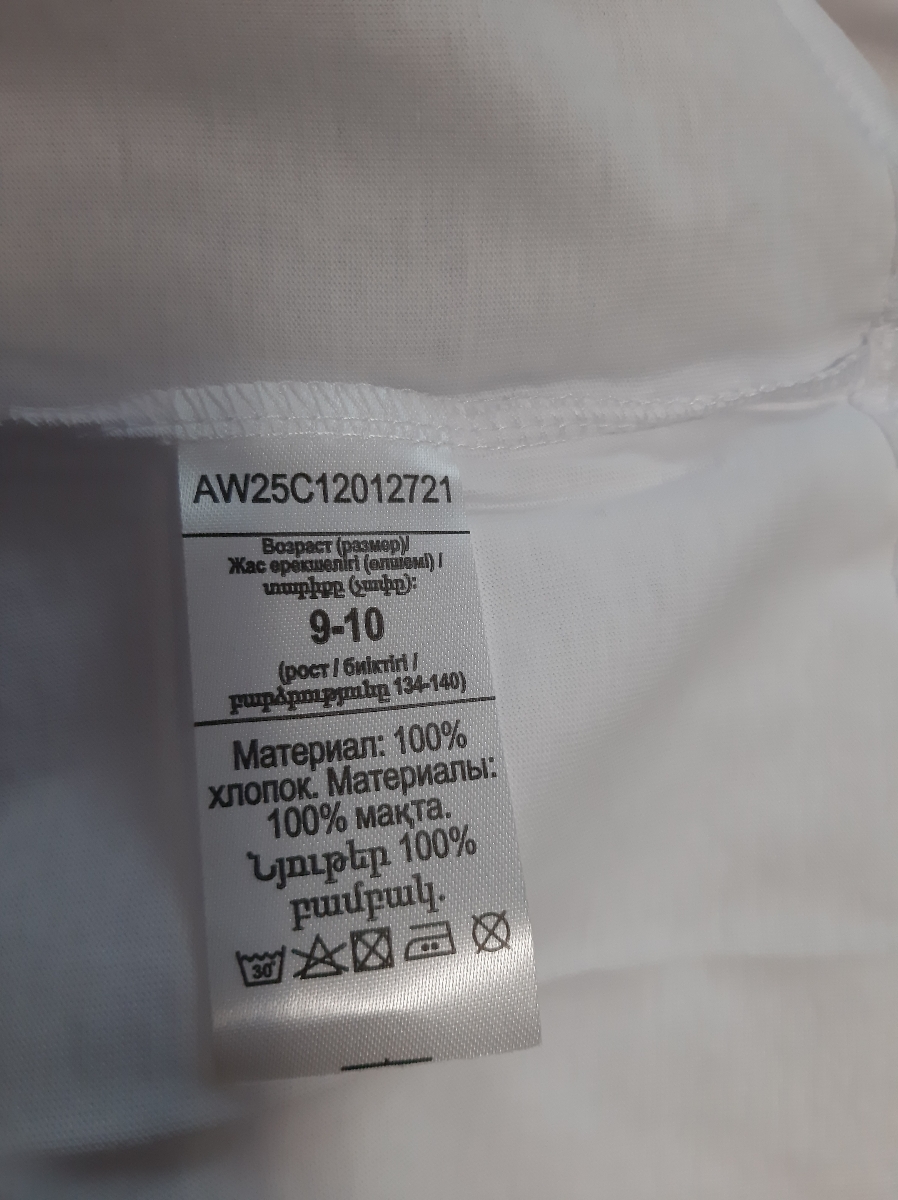 AW25C12012721
Возраст (размер)/
Жас ерекшелігі (өлшемі) /
տարիքը (չափը):
9-10
(рост / биіктігі /
բարձրությունը 134-140)
Материал: 100%
хлопок. Материалы:
100% мақта.
Նյութեր 100%
բամբակ.
30°